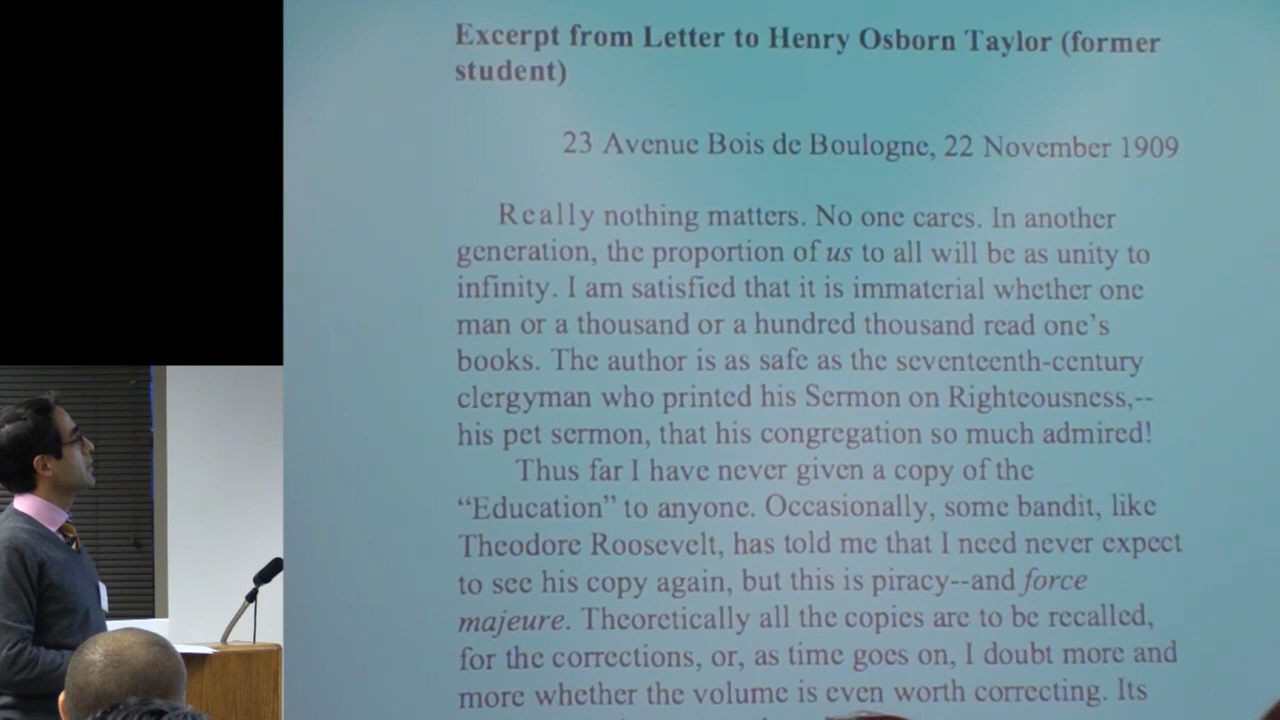 Excerpt from Letter to Henry Osborn Taylor (former
student)
23 Avenue Bois de Boulogne, 22 November 1909
Really nothing matters. No one cares. In another
generation, the proportion of us to all will be as unity to
infinity. I am satisfied that it is immaterial whether one
man or a thousand or a hundred thousand read one's
books. The author is as safe as the seventeenth-century
clergyman who printed his Sermon on Righteousness,--
his pet sermon, that his congregation so much admired!
Thus far I have never given a copy of the
“Education” to anyone. Occasionally, some bandit, like
Theodore Roosevelt, has told me that I need never expect
to see his copy again, but this is piracy--and force
majeure. Theoretically all the copies are to be recalled,
for the corrections, or, as time goes on, I doubt more and
more whether the volume is even worth correcting. Its